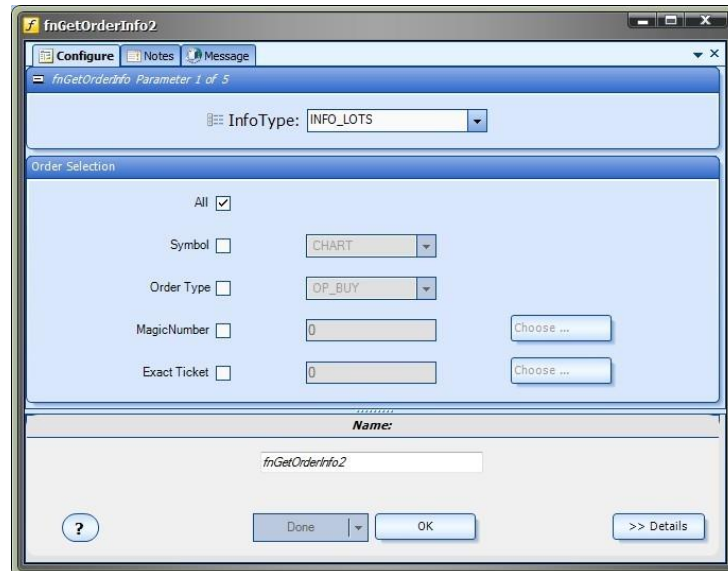 fnGetOrderInfo2
Configure Notes Message
fnGetOrderInfo Parameter 1 of 5
InfoType: INFO_LOTS
Order Selection
All
Symbol CHART
Order Type OP_BUY
MagicNumber 0 Choose ...
Exact Ticket 0 Choose ...
Name:
fnGetOrderInfo2
? Done OK >> Details